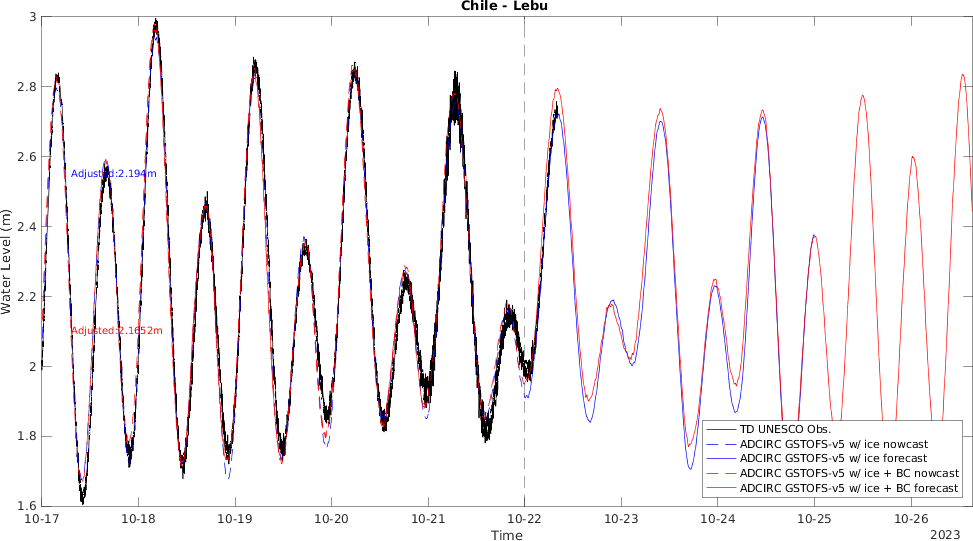 Chile - Lebu
3
2.8
2.6
2.4
2.2
2
1.8
1.6
Water Level (m)
Adjusted:2.194m
Adjusted:2.1652m
TD UNESCO Obs.
ADCIRC GSTOFS-v5 w/ ice nowcast
ADCIRC GSTOFS-v5 w/ ice forecast
ADCIRC GSTOFS-v5 w/ ice + BC nowcast
ADCIRC GSTOFS-v5 w/ ice + BC forecast
10-17 10-18 10-19 10-20 10-21 10-22 10-23 10-24 10-25 10-26
Time
2023